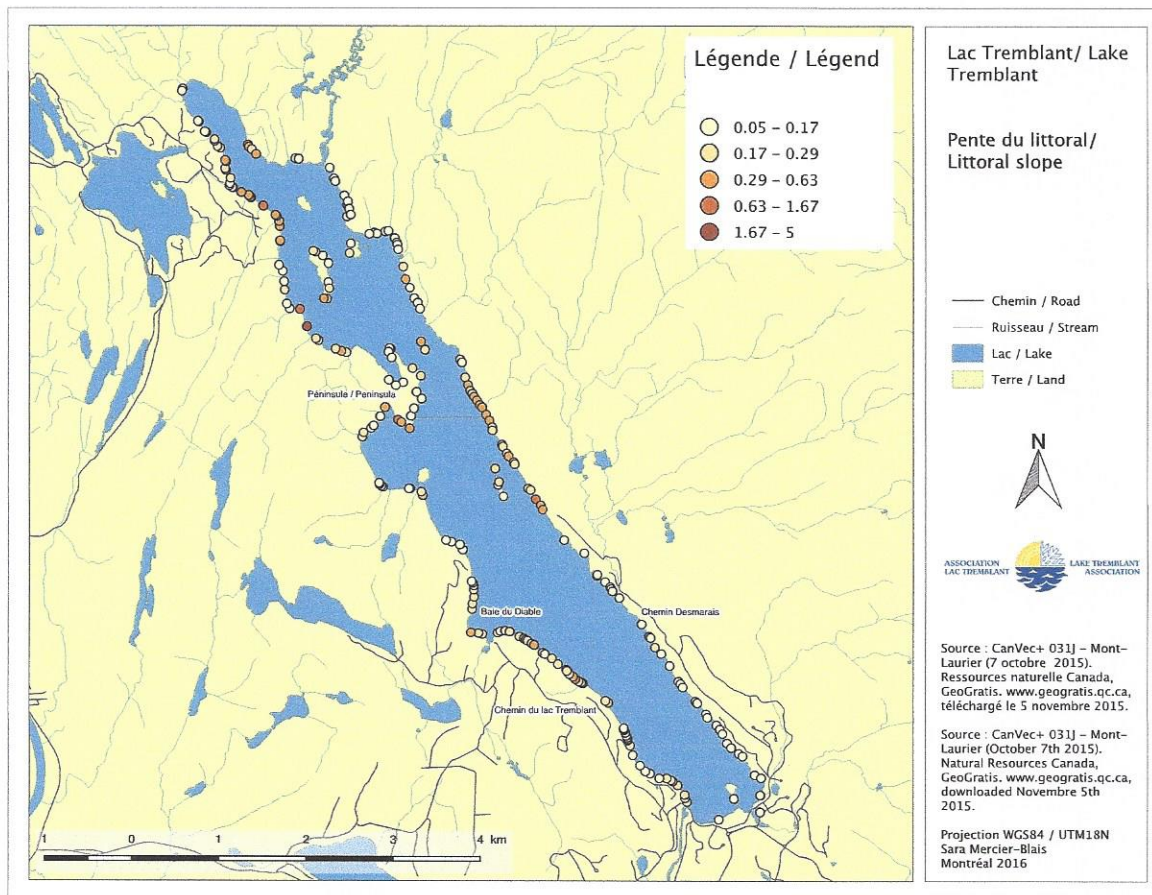 Légende / Légend
0.05 – 0.17
0.17 – 0.29
0.29 – 0.63
0.63 – 1.67
1.67 – 5
Péninsule / Peninsula
Baie du Diable
Chemin Desmarais
Chemin du lac Tremblant
1 0 1 2 3 4 km
Lac Tremblant/ Lake
Tremblant
Pente du littoral/
Littoral slope
Chemin / Road
Ruisseau / Stream
Lac / Lake
Terre / Land
N
ASSOCIATION
LAC TREMBLANT
LAKE TREMBLANT
ASSOCIATION
Source : CanVec+ 031J – Mont-
Laurier (7 octobre 2015).
Ressources naturelle Canada,
GeoGratis. www.geogratis.qc.ca,
téléchargé le 5 novembre 2015.
Source : CanVec+ 031J – Mont-
Laurier (October 7th 2015).
Natural Resources Canada,
GeoGratis. www.geogratis.qc.ca,
downloaded Novembre 5th
2015.
Projection WGS84 / UTM18N
Sara Mercier-Blais
Montréal 2016